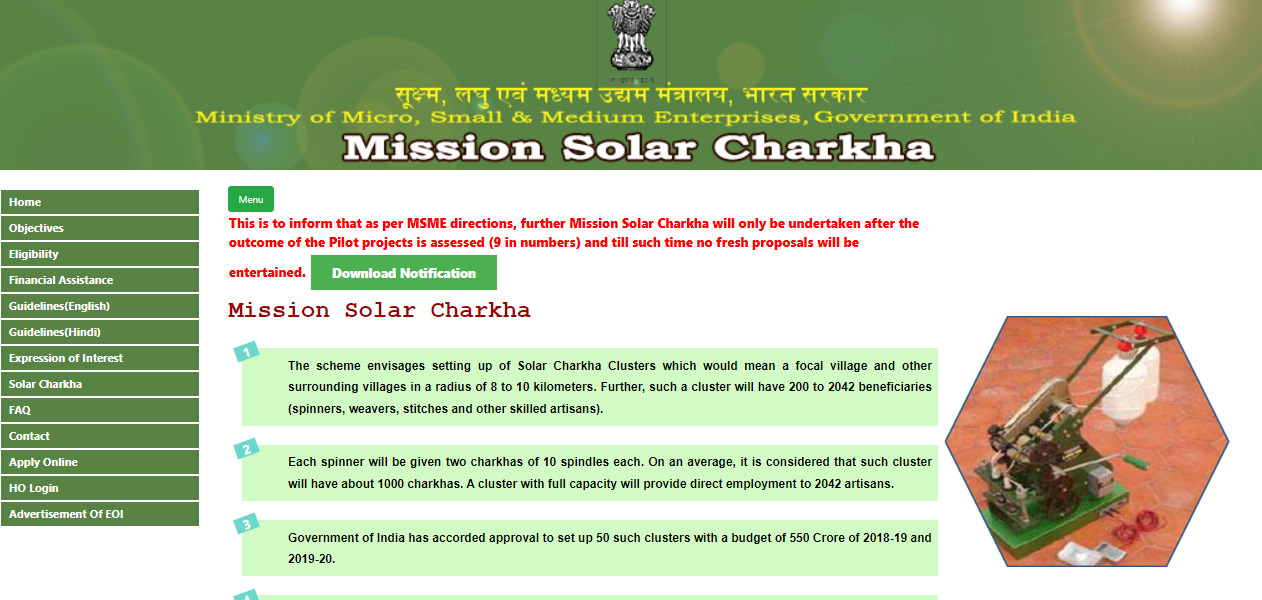 सूक्ष्म, लघु एवं मध्यम उद्यम मंत्रालय, भारत सरकार
Ministry of Micro, Small & Medium Enterprises, Government of India
Mission Solar Charkha
Home
Objectives
Eligibility
Financial Assistance
Guidelines(English)
Guidelines(Hindi)
Expression of Interest
Solar Charkha
FAQ
Contact
Apply Online
HO Login
Advertisement Of EOI
Menu
This is to inform that as per MSME directions, further Mission Solar Charkha will only be undertaken after the
outcome of the Pilot projects is assessed (9 in numbers) and till such time no fresh proposals will be
entertained. Download Notification
Mission Solar Charkha
1
The scheme envisages setting up of Solar Charkha Clusters which would mean a focal village and other
surrounding villages in a radius of 8 to 10 kilometers. Further, such a cluster will have 200 to 2042 beneficiaries
(spinners, weavers, stitches and other skilled artisans).
2
Each spinner will be given two charkhas of 10 spindles each. On an average, it is considered that such cluster
will have about 1000 charkhas. A cluster with full capacity will provide direct employment to 2042 artisans.
3
Government of India has accorded approval to set up 50 such clusters with a budget of 550 Crore of 2018-19 and
2019-20.